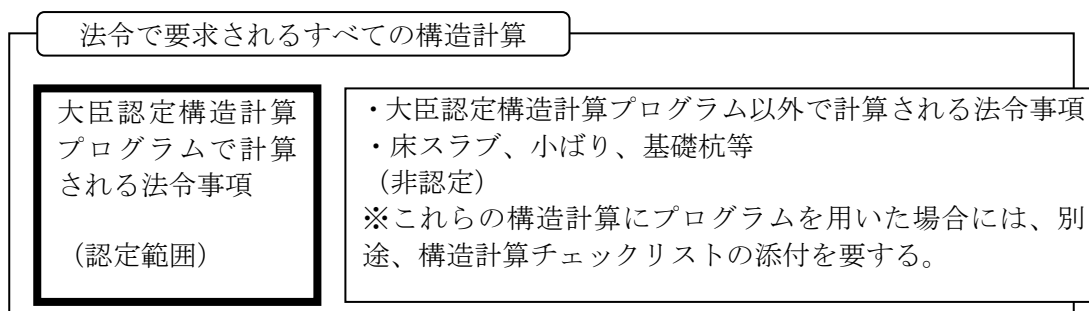 法令で要求されるすべての構造計算
大臣認定構造計算
プログラムで計算
される法令事項
（認定範囲）
・大臣認定構造計算プログラム以外で計算される法令事項
・床スラブ、小ばり、基礎杭等
（非認定）
※これらの構造計算にプログラムを用いた場合には、別
途、構造計算チェックリストの添付を要する。